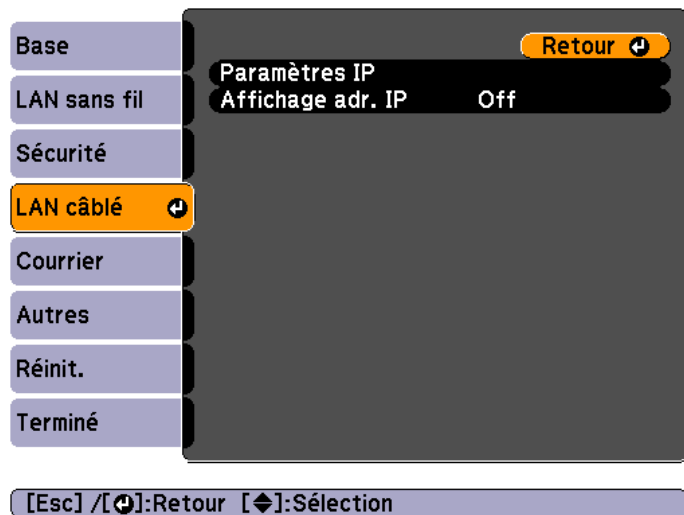 Base
LAN sans fil
Sécurité
LAN câblé
Courrier
Autres
Réinit.
Terminé
Retour
Paramètres IP
Affichage adr. IP Off
[Esc] /[ ]:Retour [ ]:Sélection